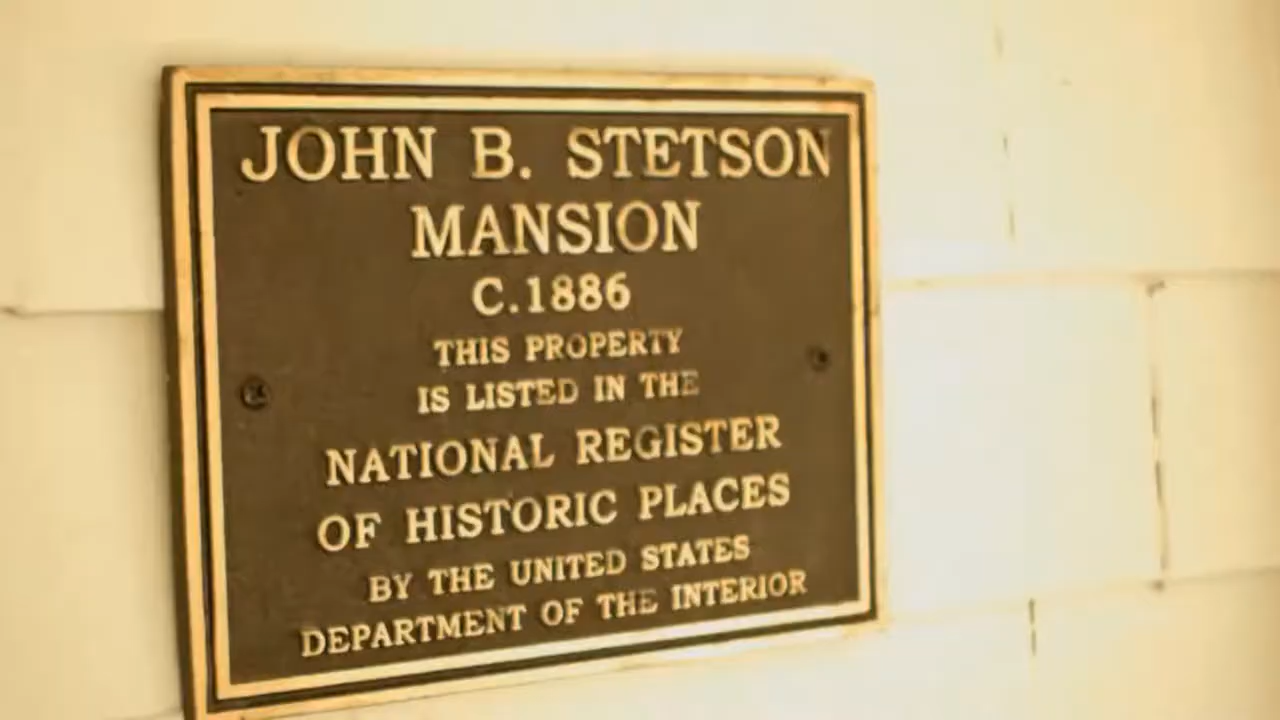 JOHN B. STETSON
MANSION
C.1886
THIS PROPERTY
IS LISTED IN THE
NATIONAL REGISTER
OF HISTORIC PLACES
BY THE UNITED STATES
DEPARTMENT OF THE INTERIOR